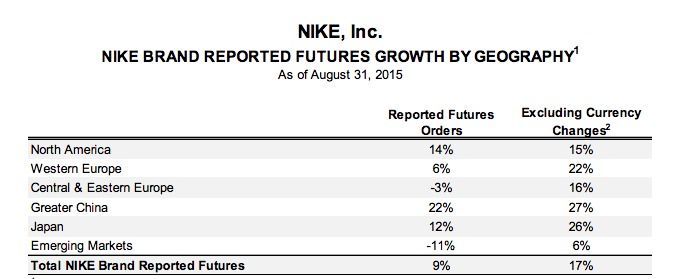 NIKE, Inc.
NIKE BRAND REPORTED FUTURES GROWTH BY GEOGRAPHY¹
As of August 31, 2015
Reported Futures Orders Excluding Currency Changes²
North America 14% 15%
Western Europe 6% 22%
Central & Eastern Europe -3% 16%
Greater China 22% 27%
Japan 12% 26%
Emerging Markets -11% 6%
Total NIKE Brand Reported Futures 9% 17%